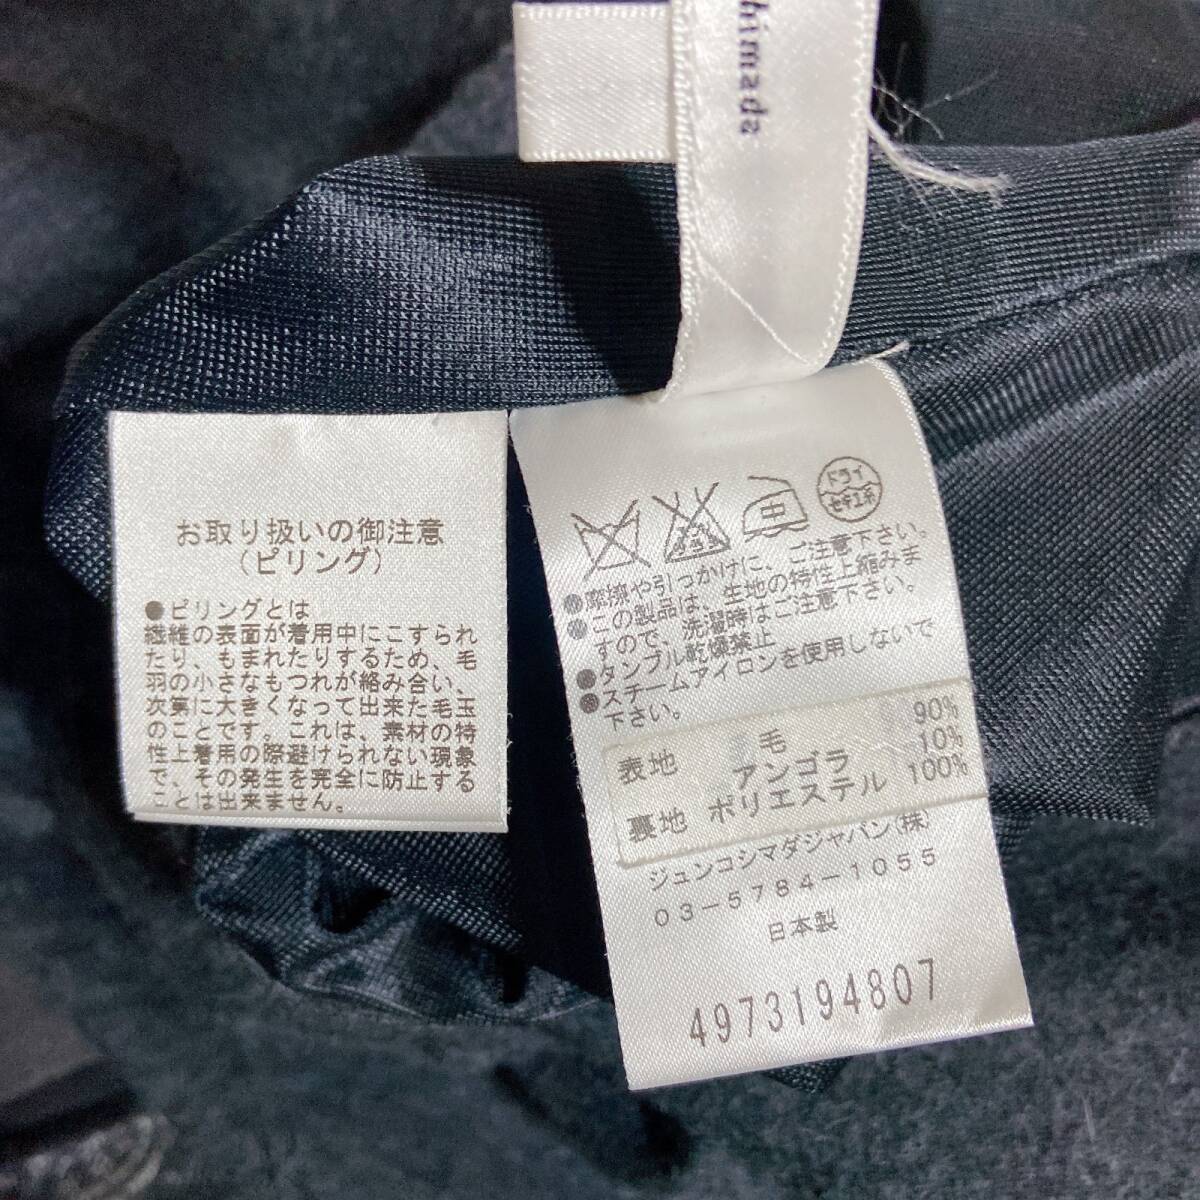 himada
お取り扱いの御注意
(ピリング)
●ピリングとは
繊維の表面が着用中にこすられ
たり、もまれたりするため、毛
羽の小さなもつれが絡み合い、
次第に大きくなって出来た毛玉
のことです。これは、素材の特
性上着用の際避けられない現象
で、その発生を完全に防止する
ことは出来ません。
中
ドライ
セキユ系
●摩擦や引っかけに、ご注意下さい。
●この製品は、生地の特性上縮みま
すので、洗濯時はご注意下さい。
●タンブル乾燥禁止
●スチームアイロンを使用しないで
下さい。
表地 毛 90%
アンゴラ 10%
裏地 ポリエステル 100%
ジュンコシマダジャパン(株)
03-5784-1055
日本製
4973194807